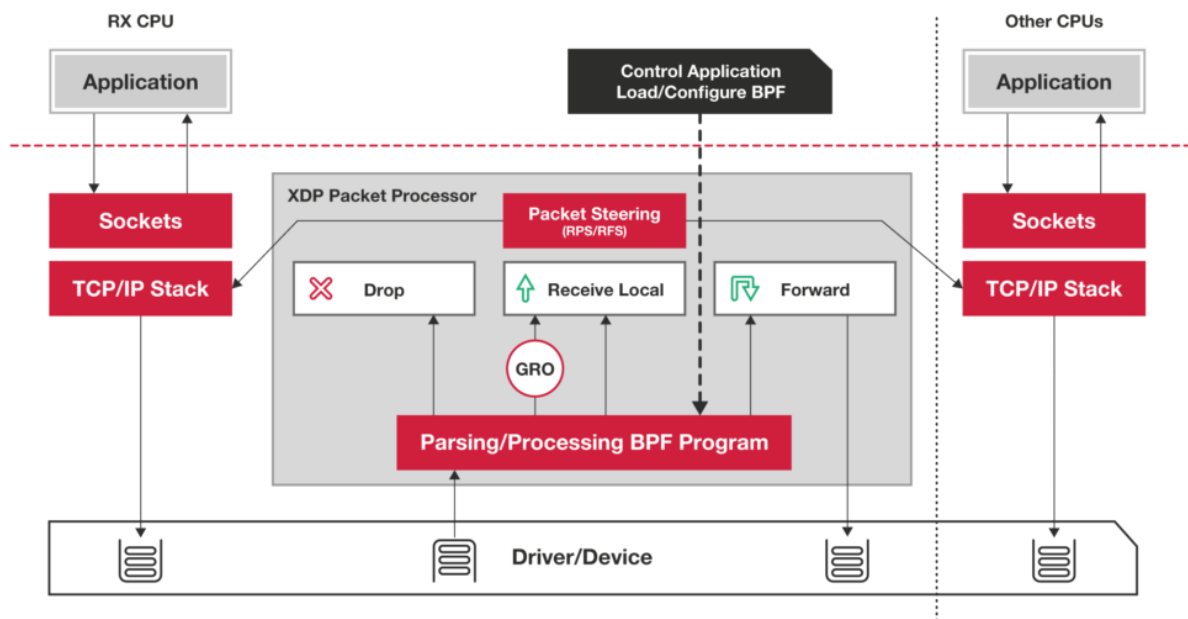 RX CPU
Other CPUs
Application
Control Application
Load/Configure BPF
Application
XDP Packet Processor
Sockets
Packet Steering
(RPS/RFS)
Sockets
TCP/IP Stack
Drop
Receive Local
Forward
TCP/IP Stack
GRO
Parsing/Processing BPF Program
Driver/Device